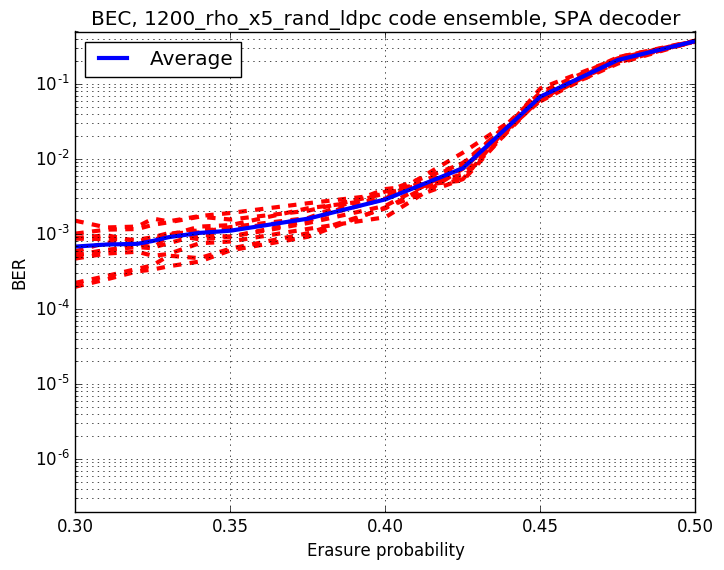 BEC, 1200_rho_x5_rand_ldpc code ensemble, SPA decoder
Average
10^-1
10^-2
10^-3
10^-4
10^-5
10^-6
BER
0.30 0.35 0.40 0.45 0.50
Erasure probability